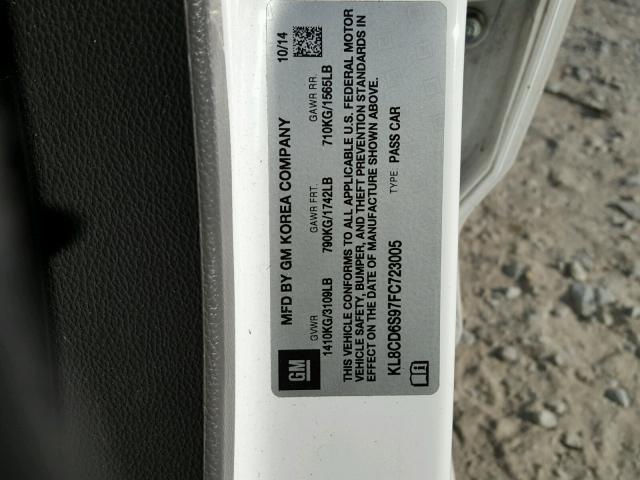 GM
MFD BY GM KOREA COMPANY 10/14
GVWR GAWR FRT. GAWR RR.
1410KG/3109LB 790KG/1742LB 710KG/1565LB
THIS VEHICLE CONFORMS TO ALL APPLICABLE U.S. FEDERAL MOTOR
VEHICLE SAFETY, BUMPER, AND THEFT PREVENTION STANDARDS IN
EFFECT ON THE DATE OF MANUFACTURE SHOWN ABOVE.
KL8CD6S97FC723005 TYPE: PASS CAR